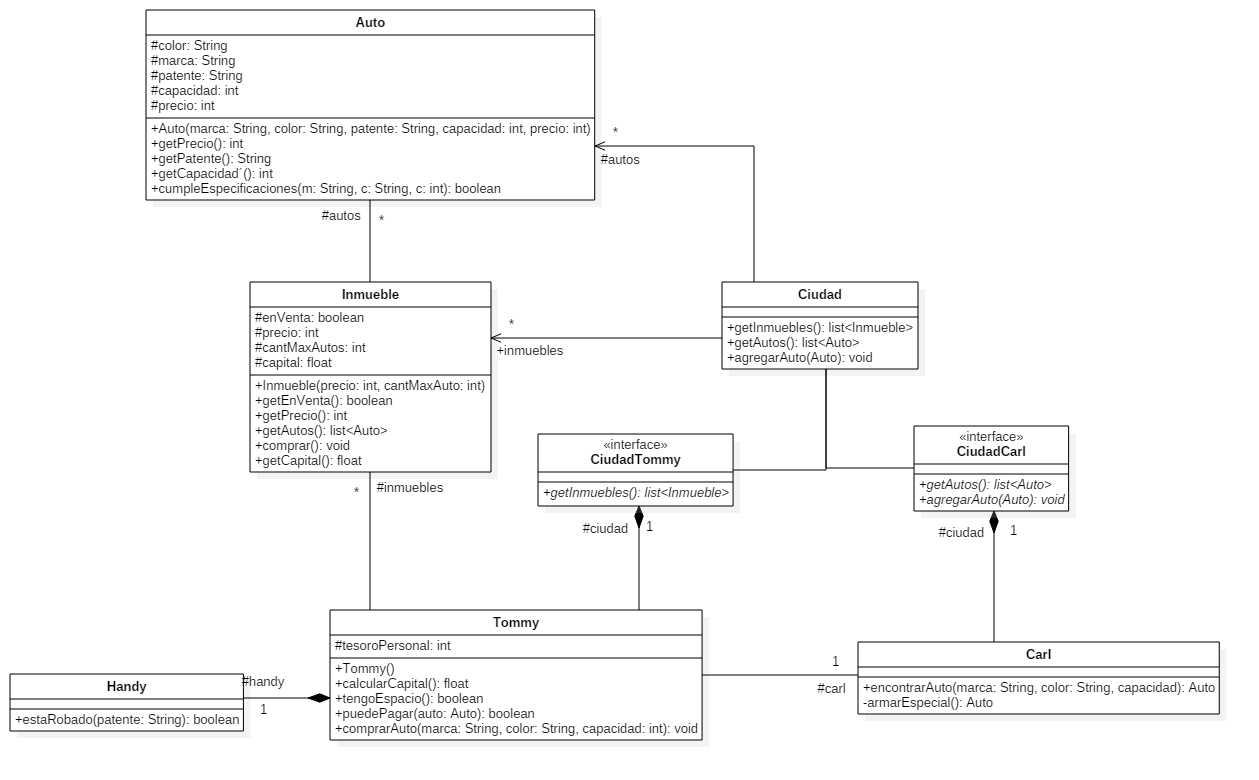 Auto
#color: String
#marca: String
#patente: String
#capacidad: int
#precio: int
+Auto(marca: String, color: String, patente: String, capacidad: int, precio: int)
+getPrecio(): int
+getPatente(): String
+getCapacidad´(): int
+cumpleEspecificaciones(m: String, c: String, c: int): boolean
*
#autos
#autos
*
Inmueble
#enVenta: boolean
#precio: int
#cantMaxAutos: int
#capital: float
+Inmueble(precio: int, cantMaxAuto: int)
+getEnVenta(): boolean
+getPrecio(): int
+getAutos(): list<Auto>
+comprar(): void
+getCapital(): float
*
+inmuebles
Ciudad
+getInmuebles(): list<Inmueble>
+getAutos(): list<Auto>
+agregarAuto(Auto): void
«interface»
CiudadTommy
+getInmuebles(): list<Inmueble>
«interface»
CiudadCarl
+getAutos(): list<Auto>
+agregarAuto(Auto): void
*
#inmuebles
#ciudad
1
#ciudad
1
Tommy
#tesoroPersonal: int
+Tommy()
+calcularCapital(): float
+tengoEspacio(): boolean
+puedePagar(auto: Auto): boolean
+comprarAuto(marca: String, color: String, capacidad: int): void
1
#carl
Carl
+encontrarAuto(marca: String, color: String, capacidad): Auto
-armarEspecial(): Auto
Handy
+estaRobado(patente: String): boolean
#handy
1